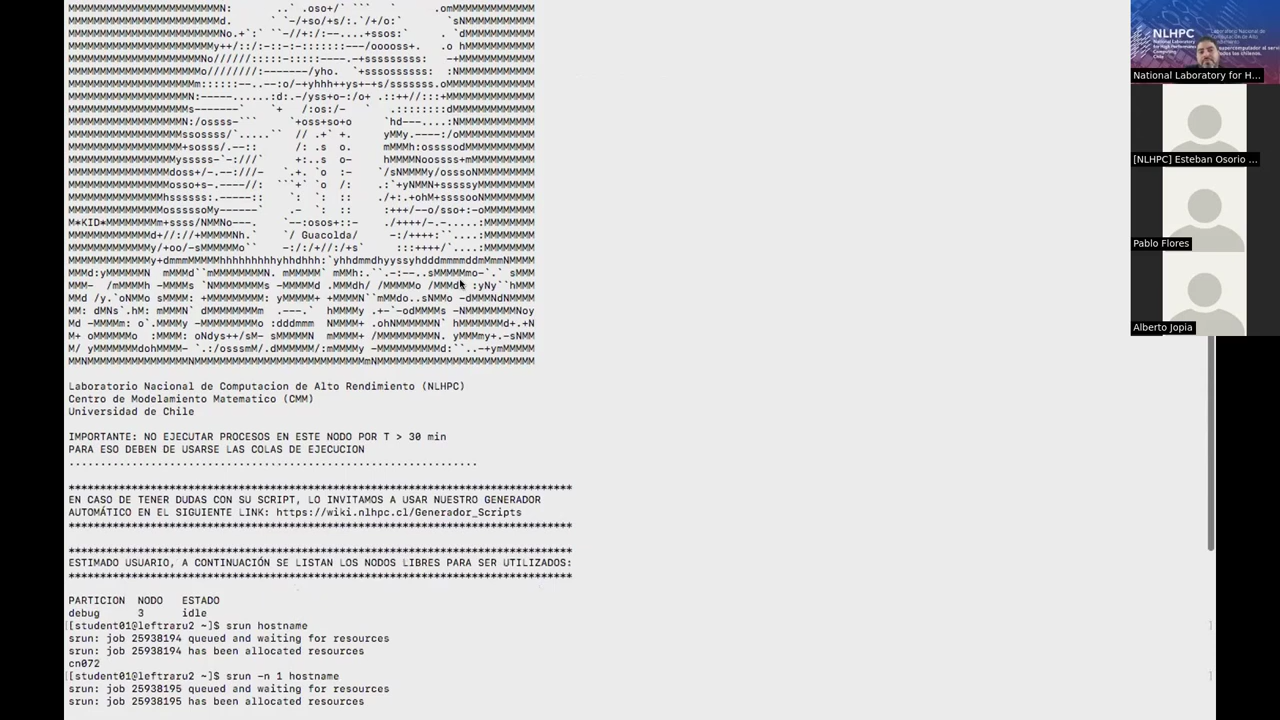 *KID*
/ Guacolda/
Laboratorio Nacional de Computacion de Alto Rendimiento (NLHPC)
Centro de Modelamiento Matematico (CMM)
Universidad de Chile
IMPORTANTE: NO EJECUTAR PROCESOS EN ESTE NODO POR T > 30 min
PARA ESO DEBEN DE USARSE LAS COLAS DE EJECUCION
EN CASO DE TENER DUDAS CON SU SCRIPT, LO INVITAMOS A USAR NUESTRO GENERADOR
AUTOMÁTICO EN EL SIGUIENTE LINK: https://wiki.nlhpc.cl/Generador_Scripts
ESTIMADO USUARIO, A CONTINUACIÓN SE LISTAN LOS NODOS LIBRES PARA SER UTILIZADOS:
PARTICION NODO ESTADO
debug 3 idle
[[student01@leftraru2 ~]$ srun hostname ]
srun: job 25938194 queued and waiting for resources
srun: job 25938194 has been allocated resources
cn072
[[student01@leftraru2 ~]$ srun -n 1 hostname ]
srun: job 25938195 queued and waiting for resources
srun: job 25938195 has been allocated resources
NLHPC
National Laboratory for H...
[NLHPC] Esteban Osorio ...
Pablo Flores
Alberto Jopia